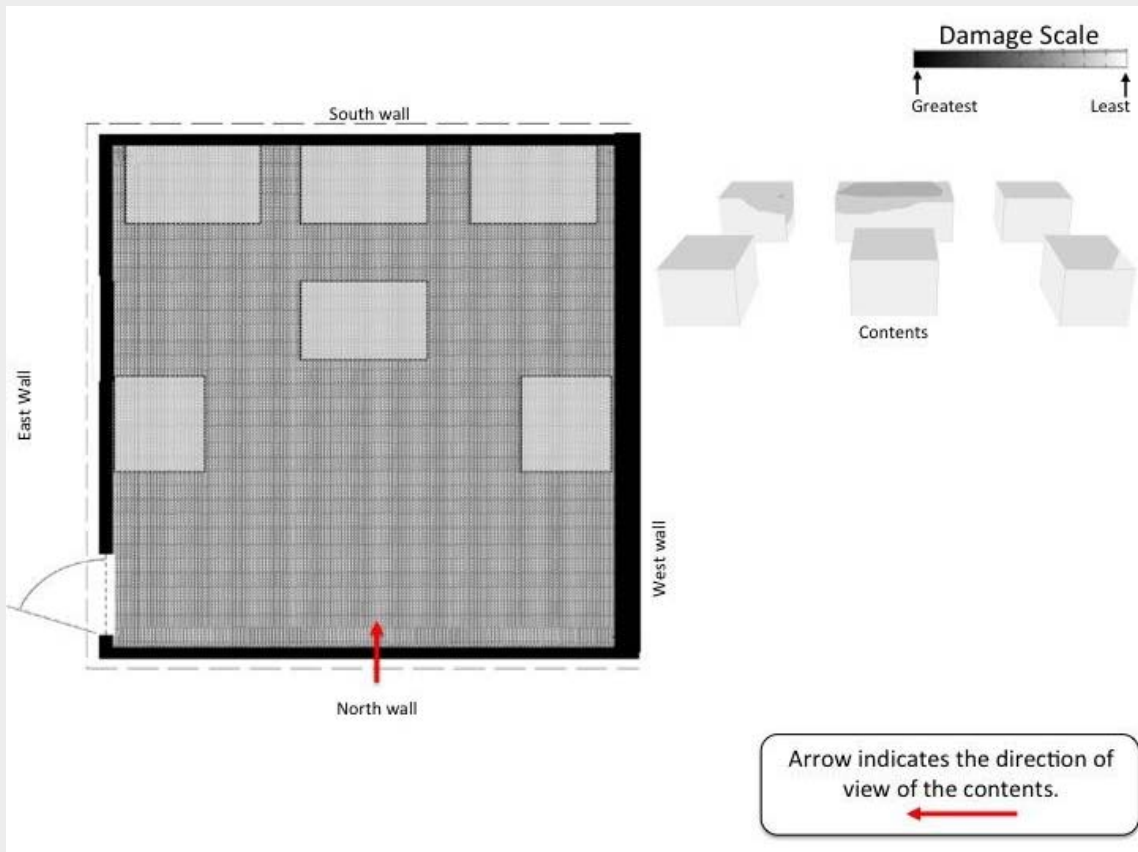 Damage Scale
Greatest
Least
South wall
Contents
East Wall
West wall
North wall
Arrow indicates the direction of
view of the contents.